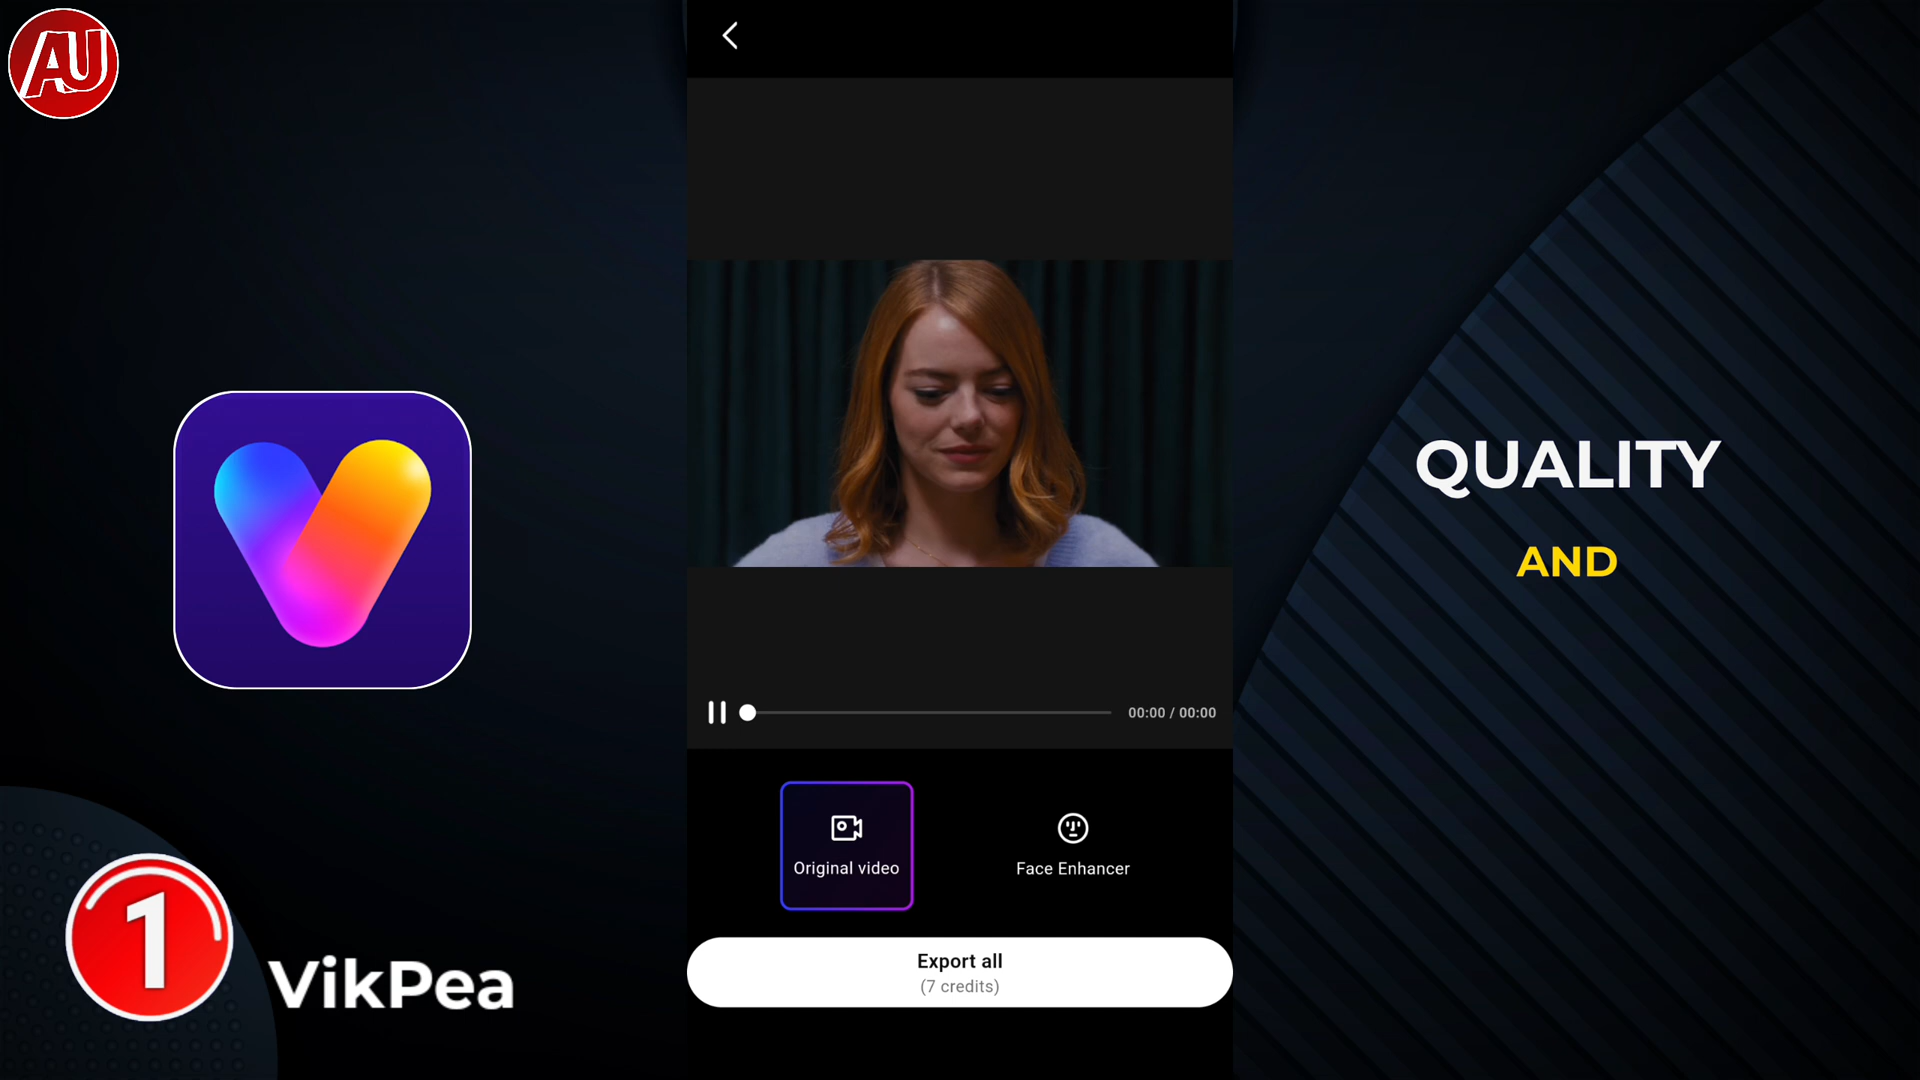 AU
QUALITY
AND
00:00 / 00:00
Original video
Face Enhancer
Export all
(7 credits)
1
VikPea